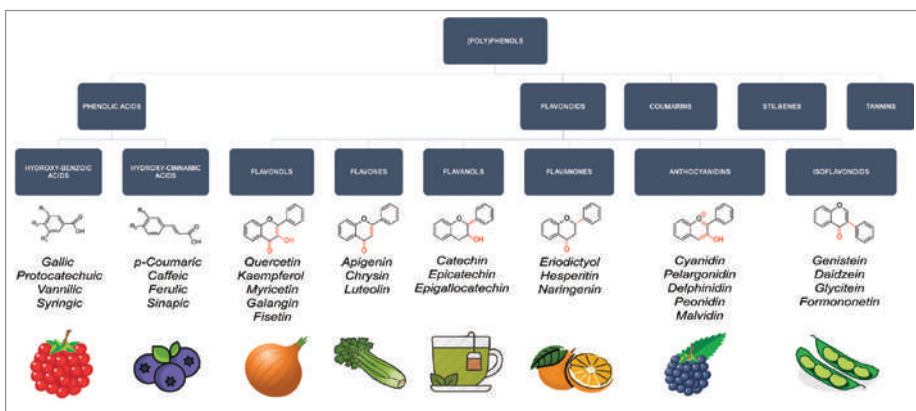 (POLY)PHENOLS
PHENOLIC ACIDS
FLAVONOIDS
COUMARINS
STILBENES
TANNINS
HYDROXY-BENZOIC
ACIDS
HYDROXY-CINNAMIC
ACIDS
FLAVONOLS
FLAVONES
FLAVANOLS
FLAVANONES
ANTHOCYANIDINS
ISOFLAVONOIDS
Gallic
Protocatechuic
Vannilic
Syringic
p-Coumaric
Caffeic
Ferulic
Sinapic
Quercetin
Kaempferol
Myricetin
Galangin
Fisetin
Apigenin
Chrysin
Luteolin
Catechin
Epicatechin
Epigallocatechin
Eriodictyol
Hesperitin
Naringenin
Cyanidin
Pelargonidin
Delphinidin
Peonidin
Malvidin
Genistein
Daidzein
Glycitein
Formononetin